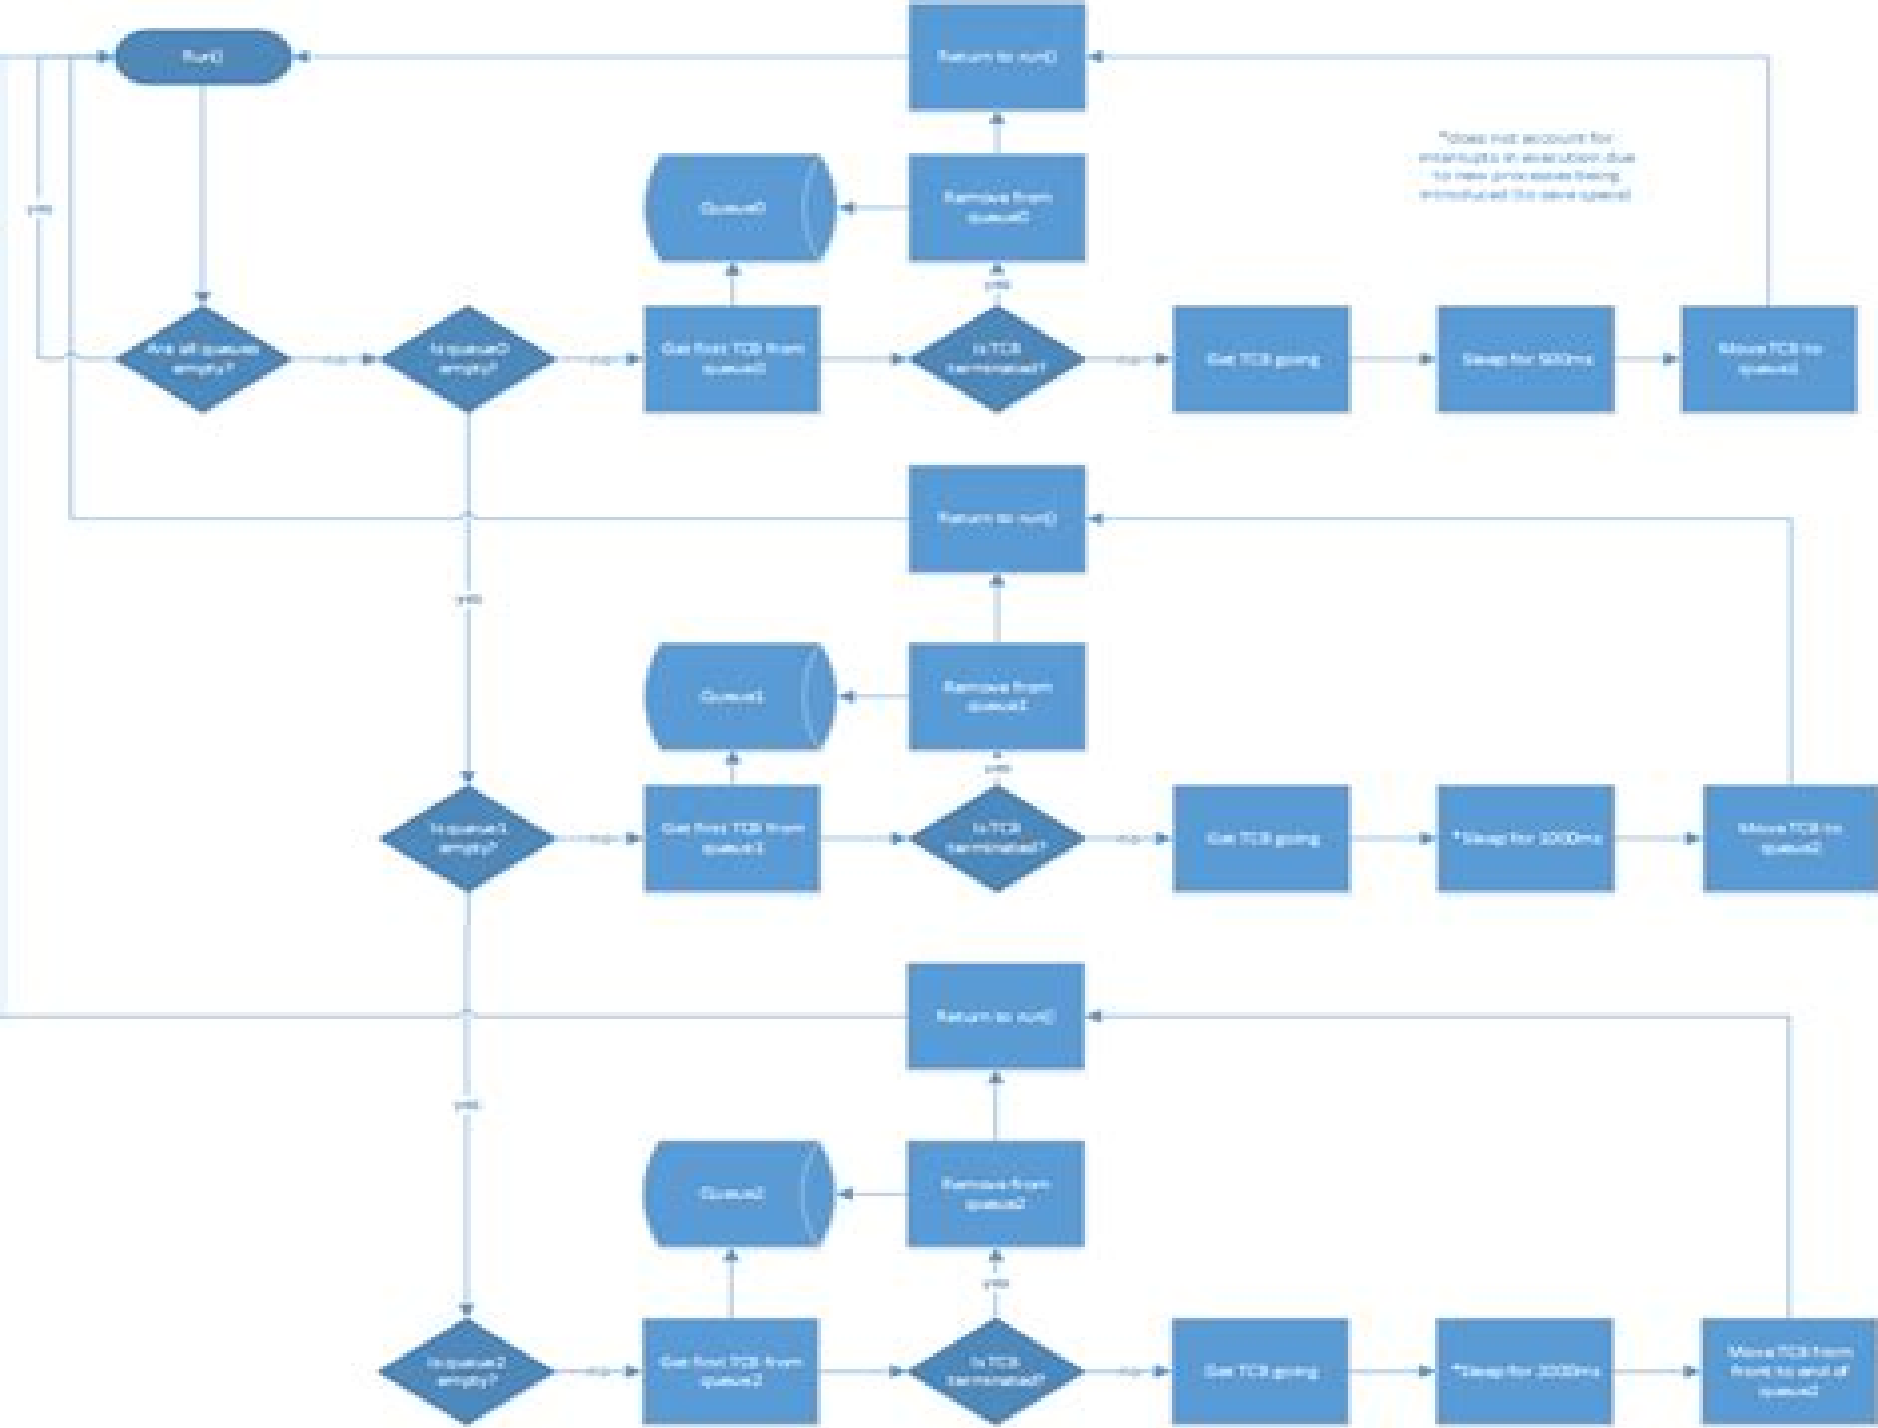 Run()
Return to run()
*does not account for
interrupts in execution due
to new processes being
introduced (to save space)
yes
Queue0
Remove from
queue0
yes
Are all queues
empty?
no
Is queue0
empty?
no
Get first TCB from
queue0
Is TCB
terminated?
no
Get TCB going
Sleep for 500ms
Move TCB to
queue1
Return to run()
yes
Queue1
Remove from
queue1
yes
Is queue1
empty?
no
Get first TCB from
queue1
Is TCB
terminated?
no
Get TCB going
*Sleep for 1000ms
Move TCB to
queue2
Return to run()
yes
Queue2
Remove from
queue2
yes
Is queue2
empty?
no
Get first TCB from
queue2
Is TCB
terminated?
no
Get TCB going
*Sleep for 2000ms
Move TCB from
front to end of
queue2